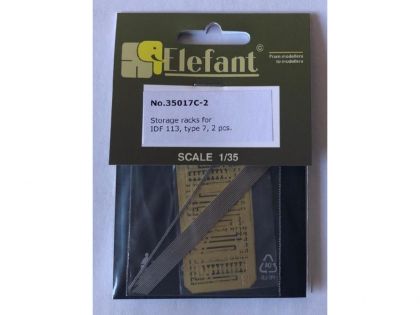 Elefant ©
From modellers
to modellers
No.35017C-2
Storage racks for
IDF 113, type 7, 2 pcs.
SCALE 1/35